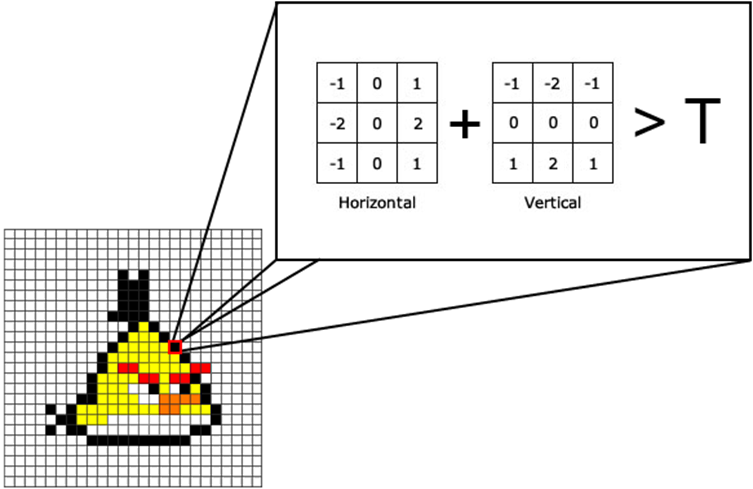 -1 0 1 -1 -2 -1
-2 0 2 + 0 0 0 > T
-1 0 1 1 2 1
Horizontal Vertical